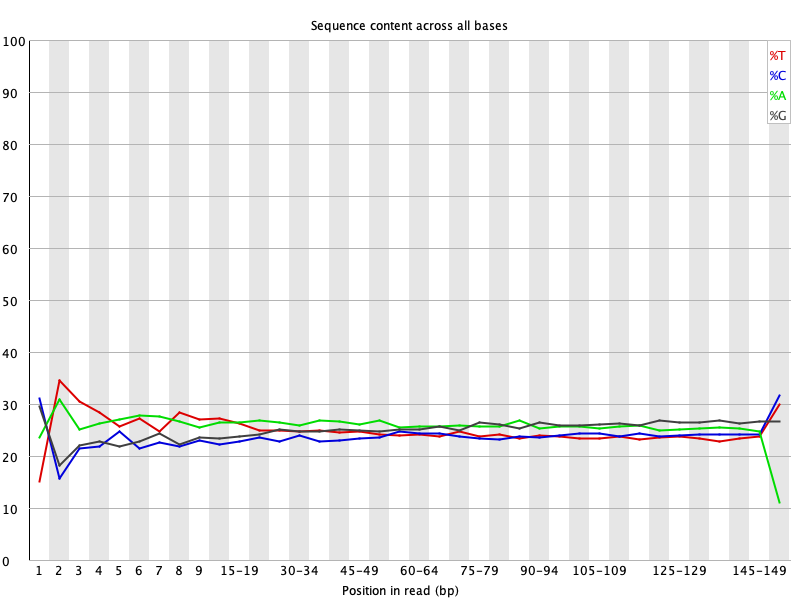 Sequence content across all bases
100
90
80
70
60
50
40
30
20
10
0
%T
%C
%A
%G
1 2 3 4 5 6 7 8 9 15-19 30-34 45-49 60-64 75-79 90-94 105-109 125-129 145-149
Position in read (bp)